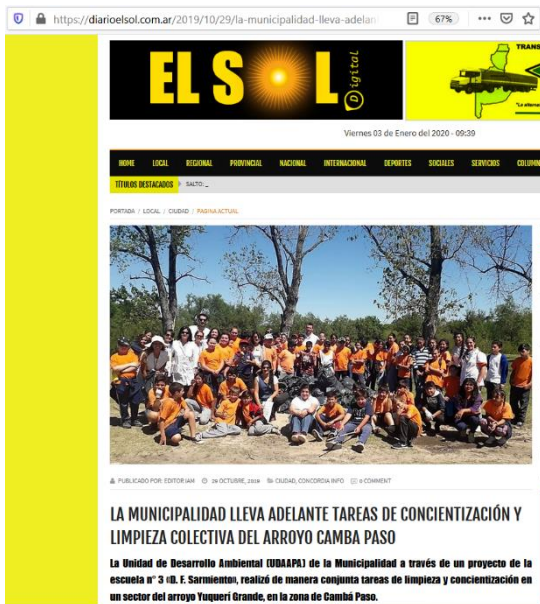 https://diarioelsol.com.ar/2019/10/29/la-municipalidad-lleva-adelan
67%
EL SOL Digital
TRANS
Viernes 03 de Enero del 2020 - 09:39
HOME LOCAL REGIONAL PROVINCIAL NACIONAL INTERNACIONAL DEPORTES SOCIALES SERVICIOS COLUMN
TÍTULOS DESTACADOS SALTO: _
PORTADA / LOCAL / CIUDAD / PAGINA ACTUAL
PUBLICADO POR: EDITOR IAM 29 OCTUBRE, 2019 CIUDAD, CONCORDIA INFO 0 COMMENT
LA MUNICIPALIDAD LLEVA ADELANTE TAREAS DE CONCIENTIZACIÓN Y
LIMPIEZA COLECTIVA DEL ARROYO CAMBA PASO
La Unidad de Desarrollo Ambiental (UDAAPA) de la Municipalidad a través de un proyecto de la
escuela n° 3 «D. F. Sarmiento», realizó de manera conjunta tareas de limpieza y concientización en
un sector del arroyo Yuquerí Grande, en la zona de Cambá Paso.